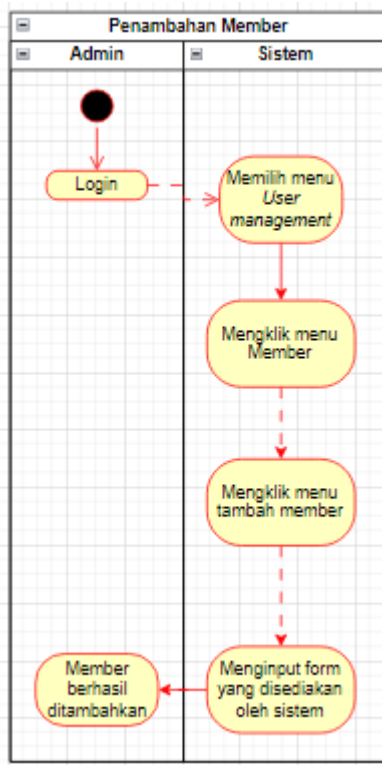 Penambahan Member
Admin
Sistem
Login
Memilih menu
User
management
Mengklik menu
Member
Mengklik menu
tambah member
Menginput form
yang disediakan
oleh sistem
Member
berhasil
ditambahkan